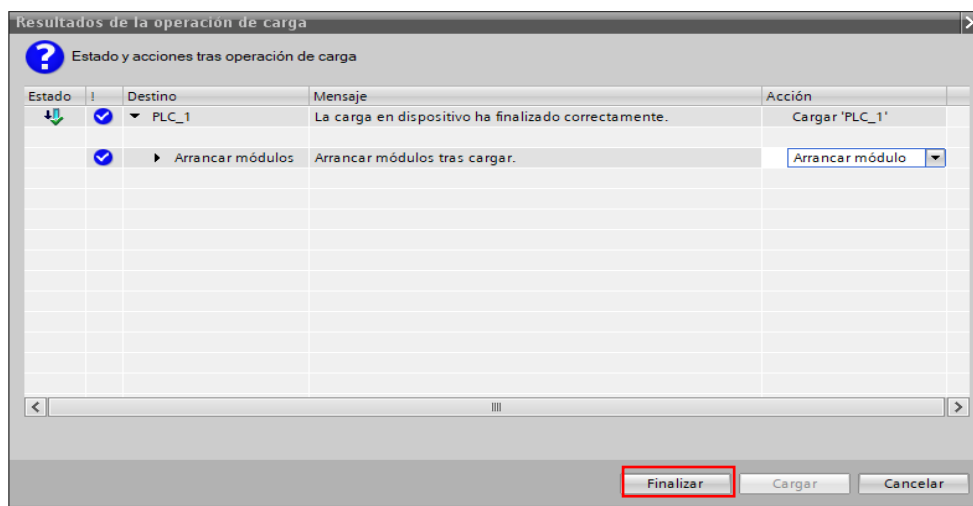 Resultados de la operación de carga
Estado y acciones tras operación de carga
Estado ! Destino Mensaje Acción
PLC_1 La carga en dispositivo ha finalizado correctamente. Cargar 'PLC_1'
Arrancar módulos Arrancar módulos tras cargar. Arrancar módulo
Finalizar Cargar Cancelar